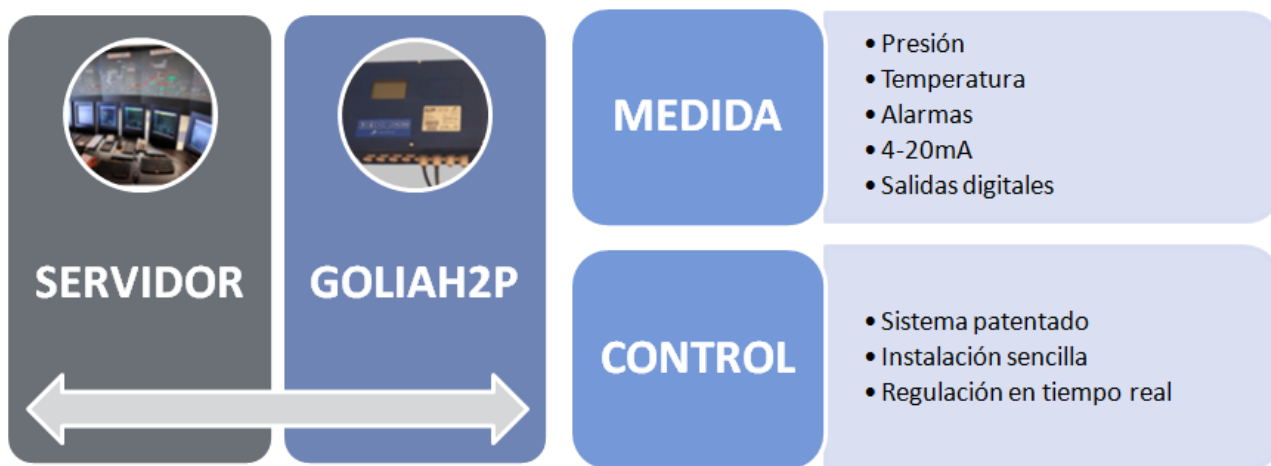 SERVIDOR
GOLIAH2P
MEDIDA
• Presión
• Temperatura
• Alarmas
• 4-20mA
• Salidas digitales
CONTROL
• Sistema patentado
• Instalación sencilla
• Regulación en tiempo real